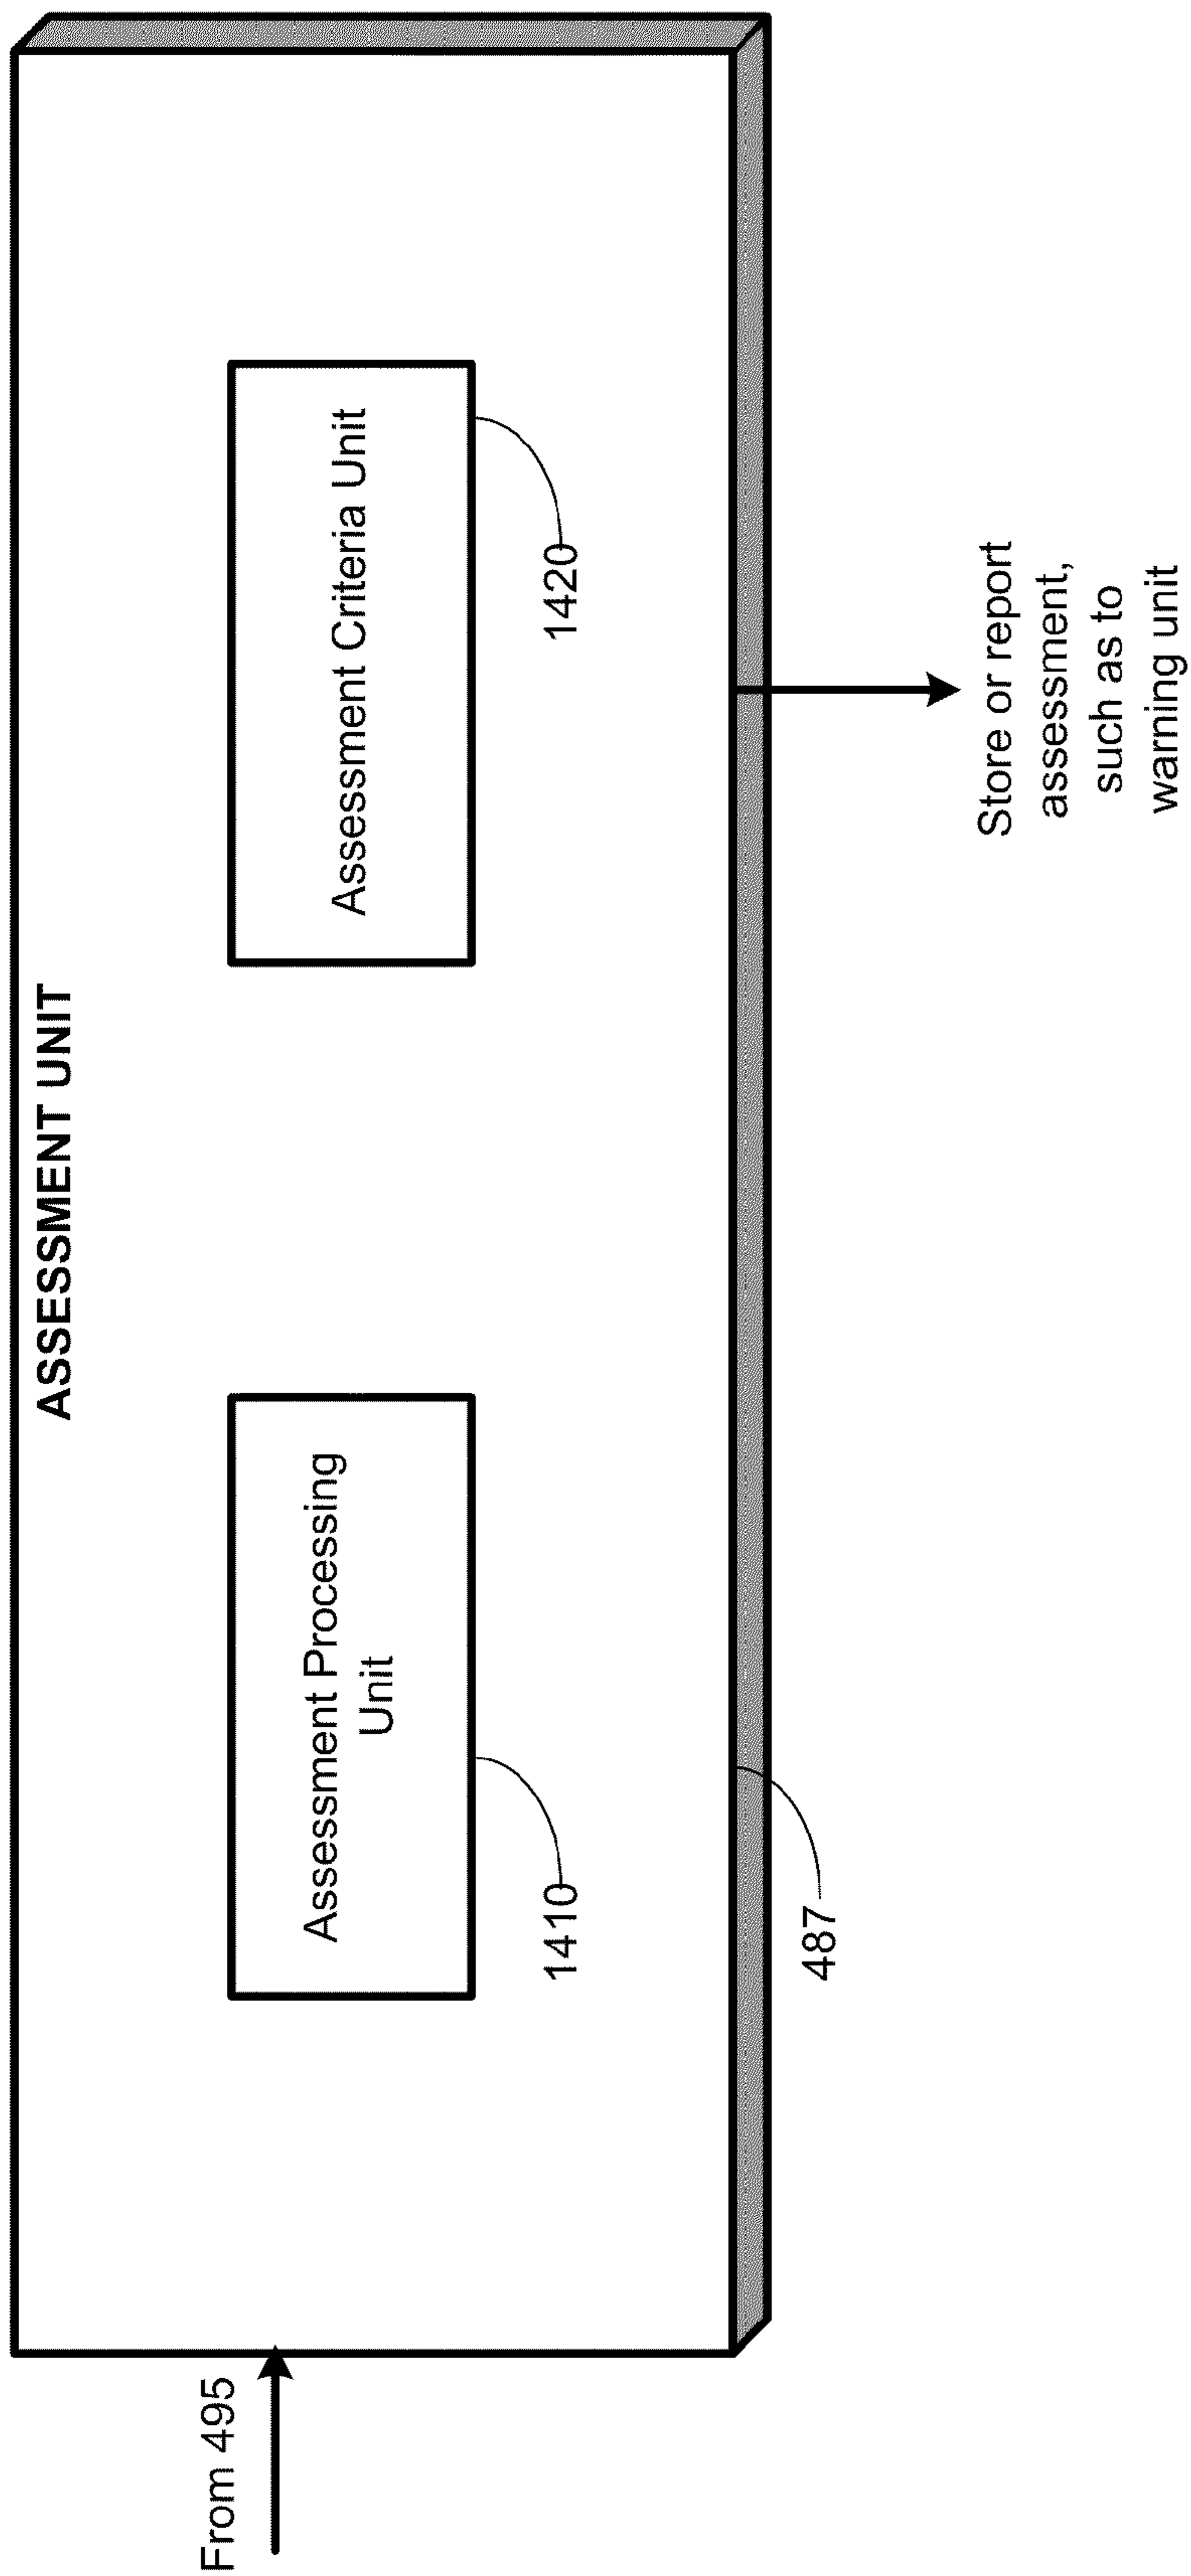 ASSESSMENT UNIT
From 495
Assessment Processing
Unit
1410
Assessment Criteria Unit
1420
487
Store or report
assessment,
such as to
warning unit